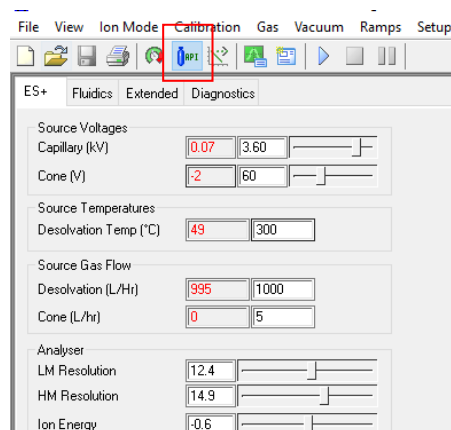 File View Ion Mode Calibration Gas Vacuum Ramps Setup
API
ES+ Fluidics Extended Diagnostics
Source Voltages
Capillary (kV) 0.07 3.60
Cone (V) -2 60
Source Temperatures
Desolvation Temp (°C) 49 300
Source Gas Flow
Desolvation (L/Hr) 995 1000
Cone (L/hr) 0 5
Analyser
LM Resolution 12.4
HM Resolution 14.9
Ion Energy -0.6